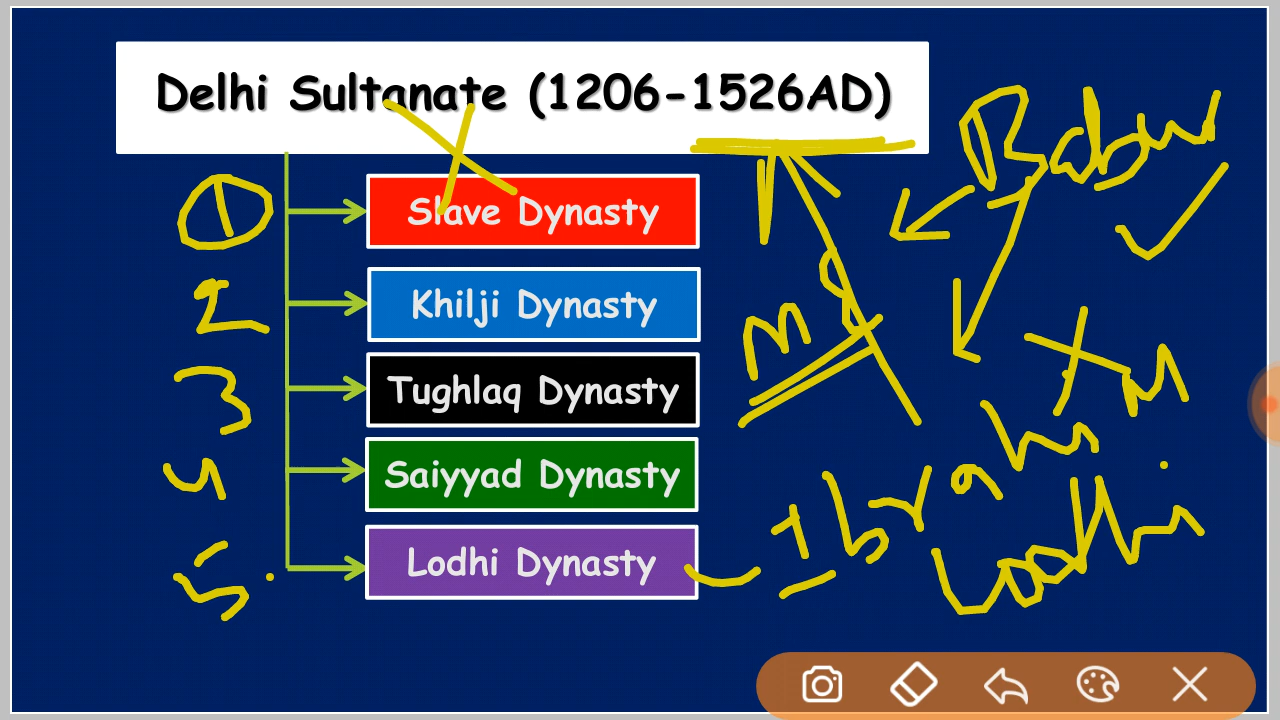 Delhi Sultanate (1206-1526AD)
Babur
1 Slave Dynasty
2 Khilji Dynasty
3 Tughlaq Dynasty
4 Saiyyad Dynasty
5. Lodhi Dynasty
Ibrahim
Loadhi